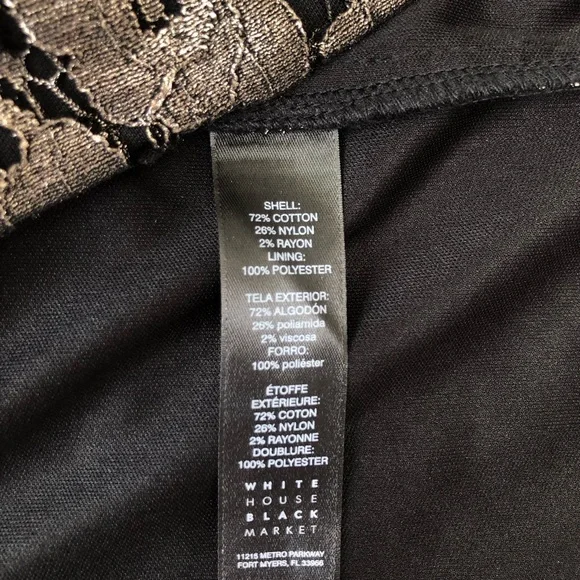 SHELL:
72% COTTON
26% NYLON
2% RAYON
LINING:
100% POLYESTER
TELA EXTERIOR:
72% ALGODÓN
26% poliamida
2% viscosa
FORRO:
100% poliéster
ÉTOFFE
EXTÉRIEURE:
72% COTON
26% NYLON
2% RAYONNE
DOUBLURE:
100% POLYESTER
WHITE
HOUSE
BLACK
MARKET
11215 METRO PARKWAY
FORT MYERS, FL 33966